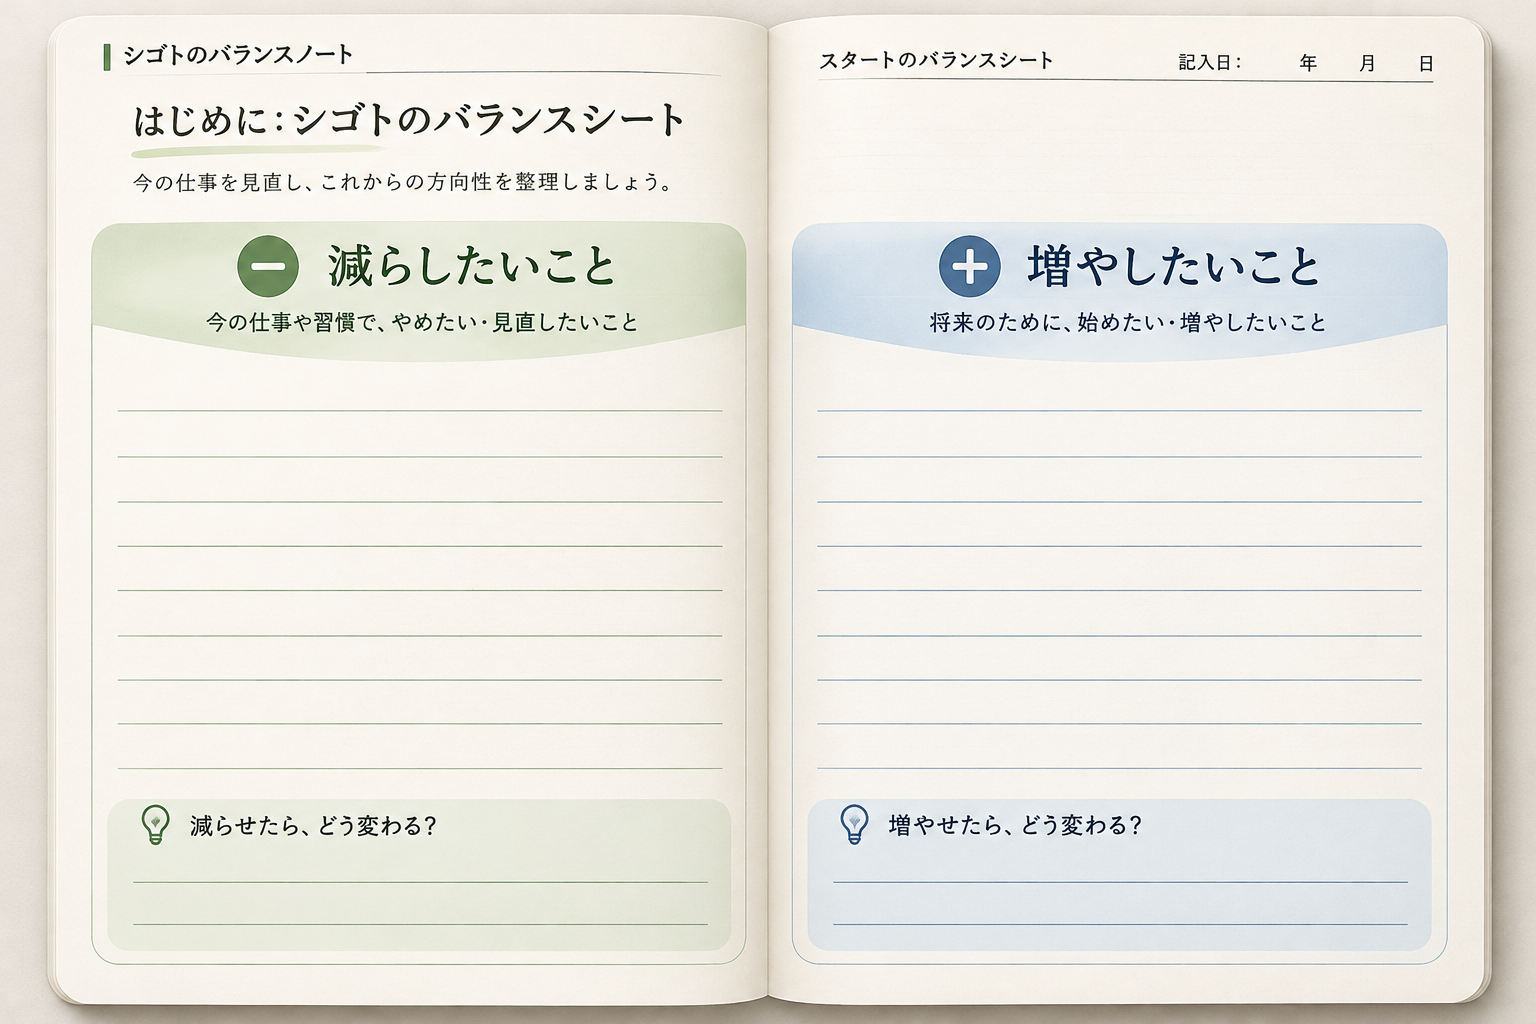 シゴトのバランスノート
はじめに：シゴトのバランスシート
今の仕事を見直し、これからの方向性を整理しましょう。
減らしたいこと
今の仕事や習慣で、やめたい・見直したいこと
減らせたら、どう変わる？
スタートのバランスシート
記入日： 年 月 日
増やしたいこと
将来のために、始めたい・増やしたいこと
増やせたら、どう変わる？